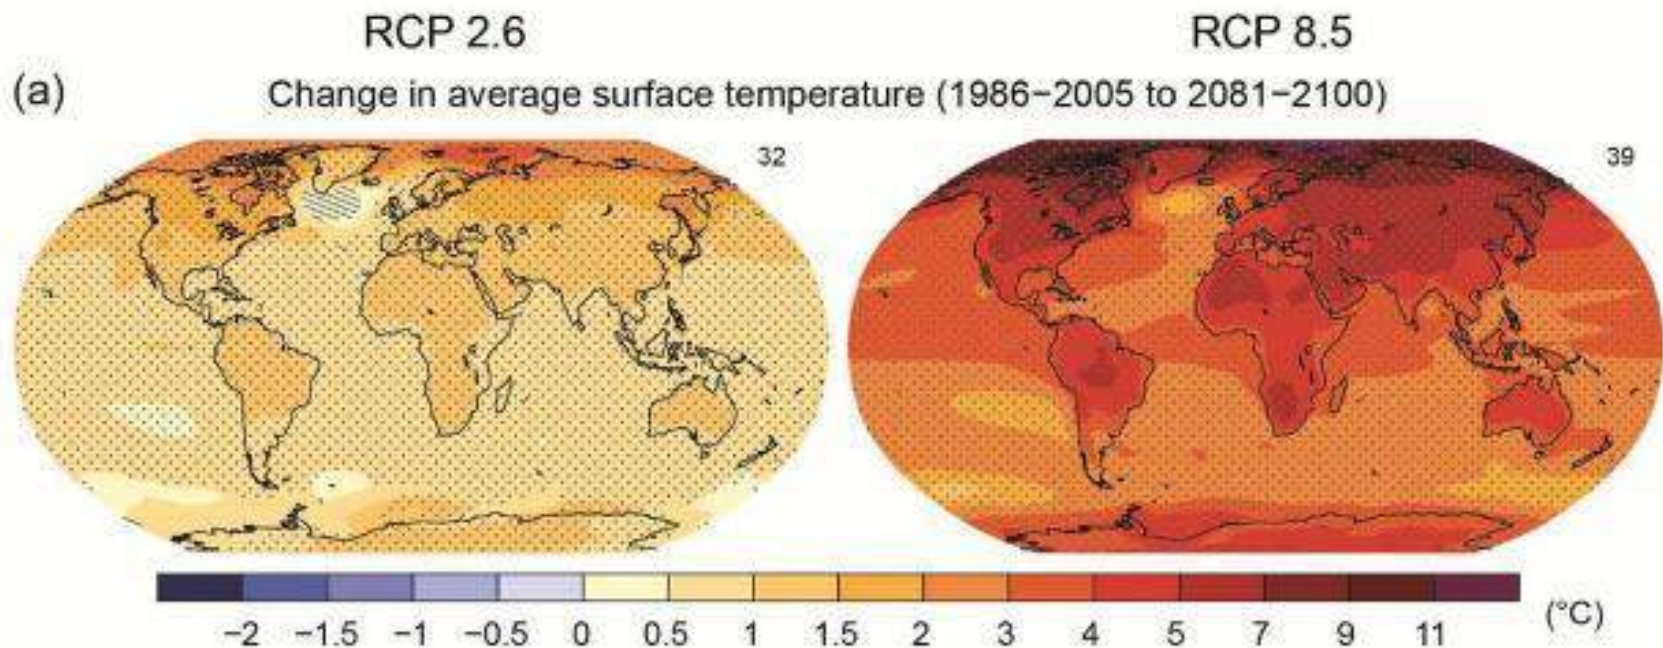 RCP 2.6 RCP 8.5
(a) Change in average surface temperature (1986−2005 to 2081−2100)
32 39
−2 −1.5 −1 −0.5 0 0.5 1 1.5 2 3 4 5 7 9 11 (°C)